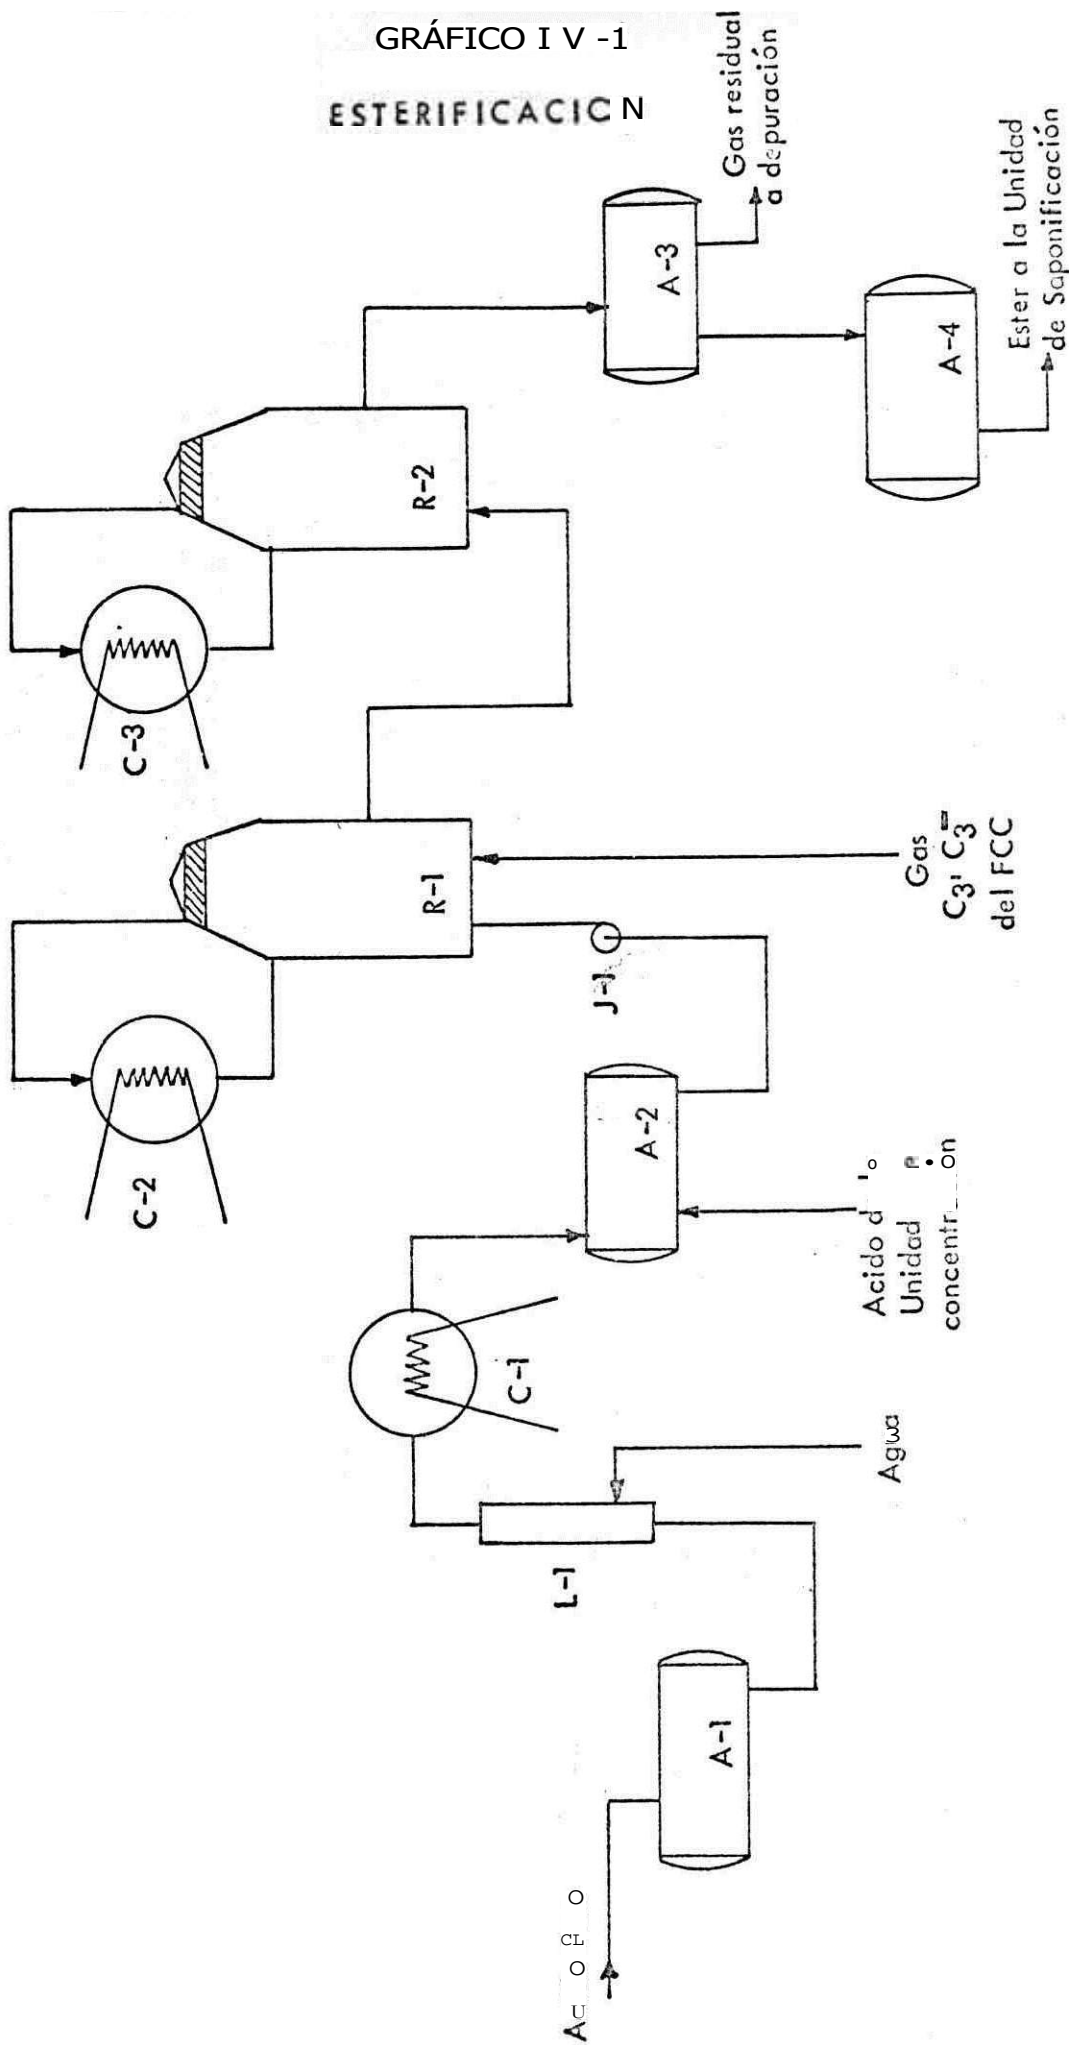 GRÁFICO I V -1
ESTERIFICACIC N
Gas residual
a depuración
A-3
A-4
Ester a la Unidad
de Saponificación
R-2
C-3
R-1
Gas
C3, C3=
del FCC
J-1
C-2
A-2
Acido
Unidad
C-1
Agua
L-1
A-1